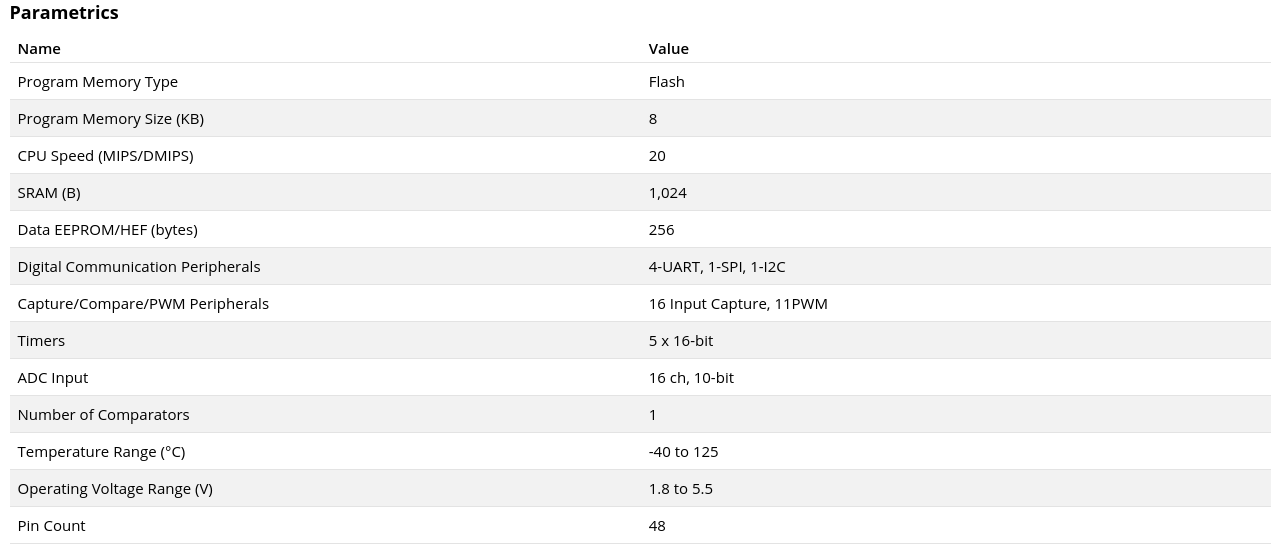 Parametrics
Name Value
Program Memory Type Flash
Program Memory Size (KB) 8
CPU Speed (MIPS/DMIPS) 20
SRAM (B) 1,024
Data EEPROM/HEF (bytes) 256
Digital Communication Peripherals 4-UART, 1-SPI, 1-I2C
Capture/Compare/PWM Peripherals 16 Input Capture, 11PWM
Timers 5 x 16-bit
ADC Input 16 ch, 10-bit
Number of Comparators 1
Temperature Range (°C) -40 to 125
Operating Voltage Range (V) 1.8 to 5.5
Pin Count 48